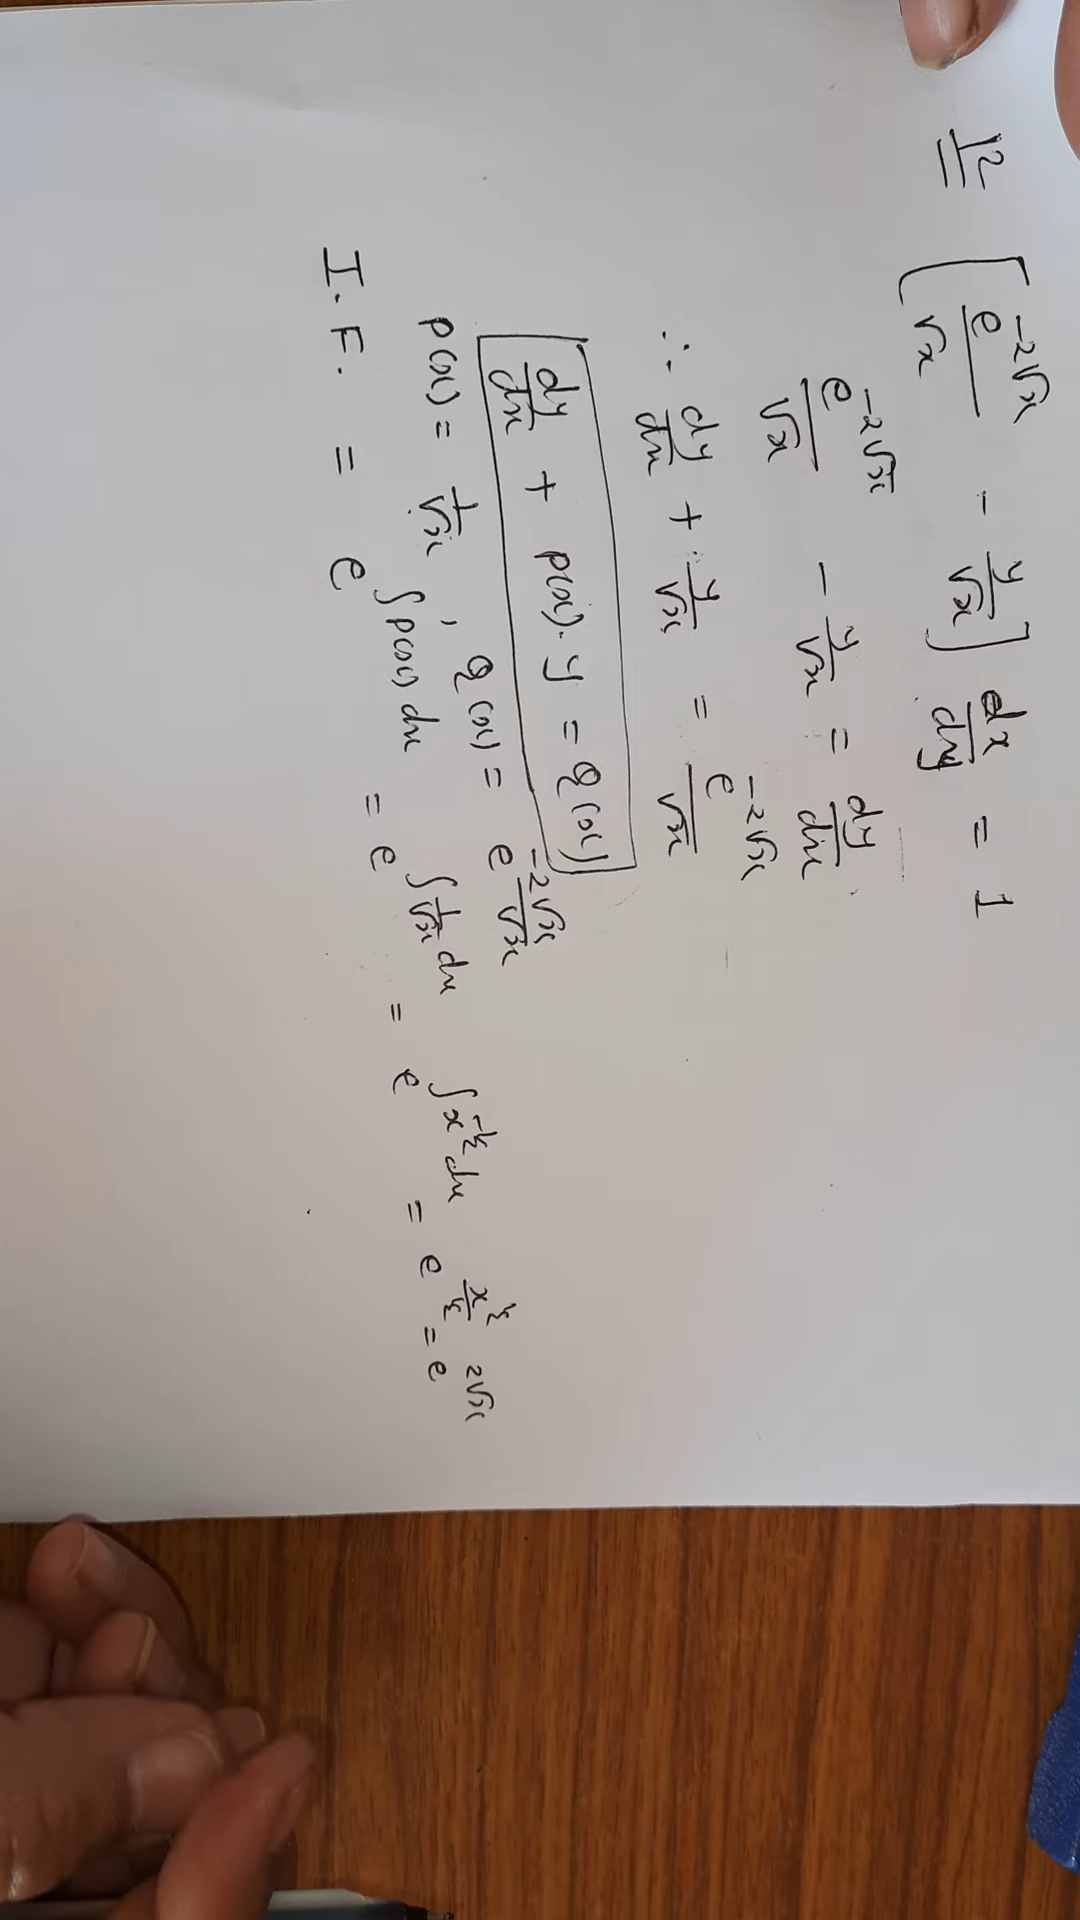 12 [e^{-2√x}/√x - y/√x] dx/dy = 1
e^{-2√x}/√x - y/√x = dy/dx
∴ dy/dx + y/√x = e^{-2√x}/√x
dy/dx + p(x).y = Q(x)
p(x) = 1/√x, Q(x) = e^{-2√x}/√x
I.F. = e^{∫p(x) dx} = e^{∫1/√x dx} = e^{∫x^{-1/2} dx} = e^{x^{1/2}/(1/2)} = e^{2√x}